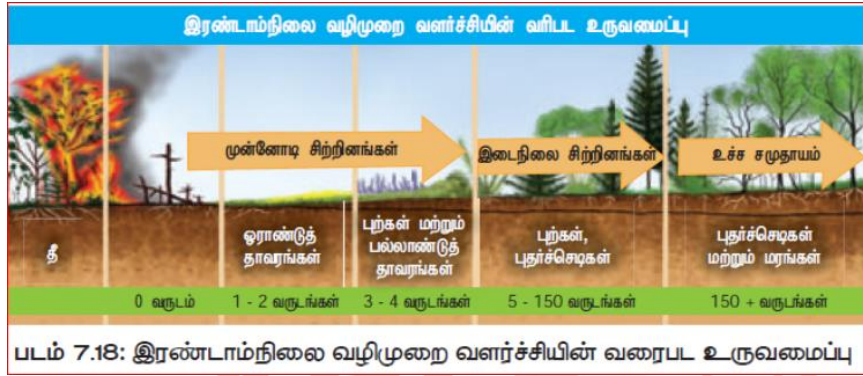 இரண்டாம்நிலை வழிமுறை வளர்ச்சியின் வரிபட உருவமைப்பு
முன்னோடி சிற்றினங்கள்
இடைநிலை சிற்றினங்கள்
உச்ச சமுதாயம்
தீ
ஓராண்டுத்
தாவரங்கள்
புற்கள் மற்றும்
பல்லாண்டுத்
தாவரங்கள்
புற்கள்,
புதர்ச்செடிகள்
புதர்ச்செடிகள்
மற்றும் மரங்கள்
0 வருடம்
1 - 2 வருடங்கள்
3 - 4 வருடங்கள்
5 - 150 வருடங்கள்
150 + வருடங்கள்
படம் 7.18: இரண்டாம்நிலை வழிமுறை வளர்ச்சியின் வரைபட உருவமைப்பு